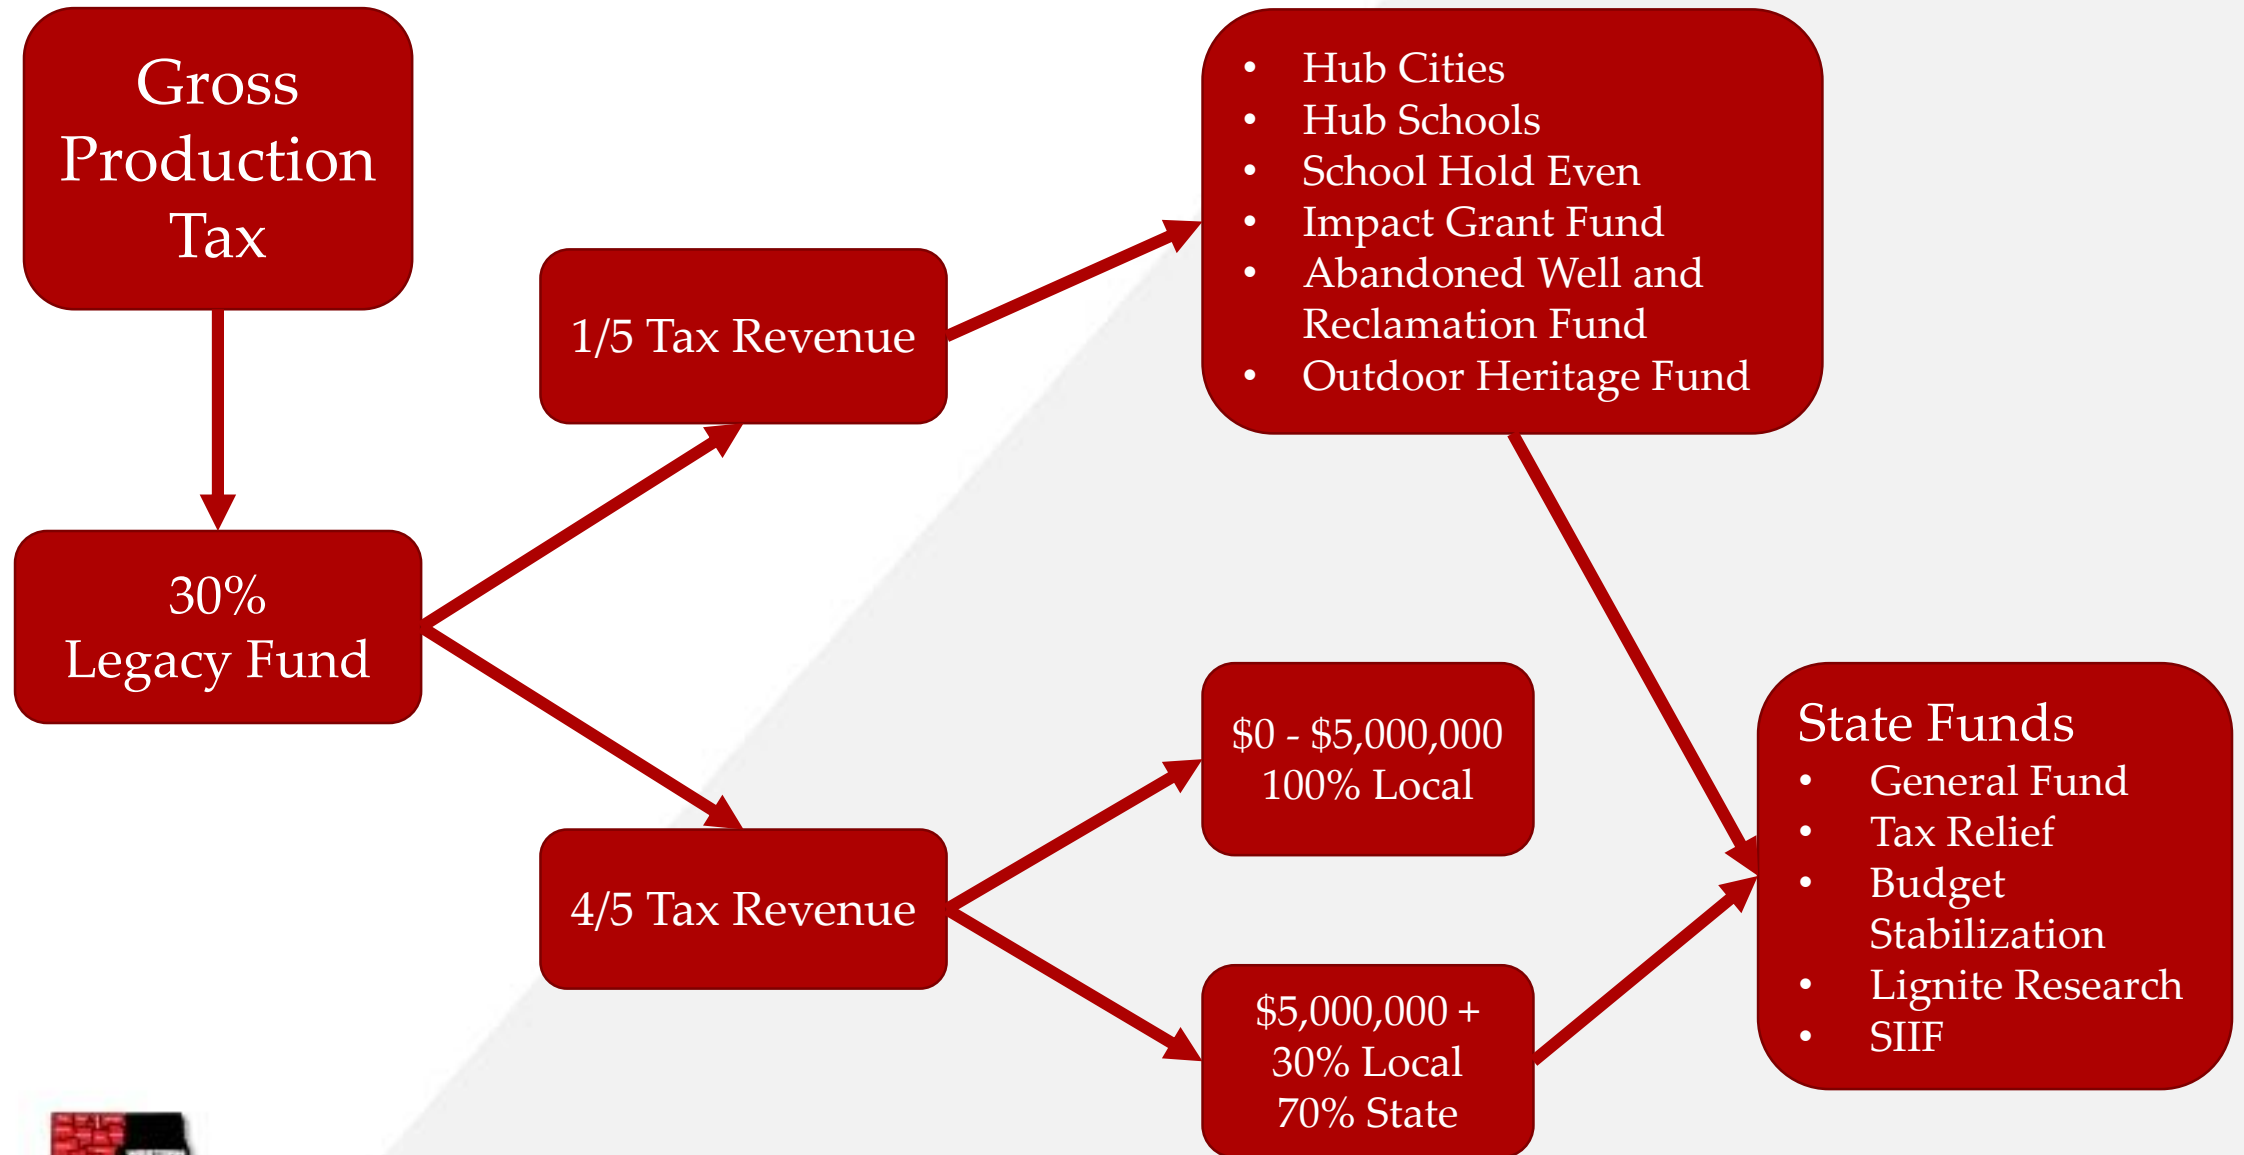 Gross
Production
Tax
30%
Legacy Fund
1/5 Tax Revenue
4/5 Tax Revenue
• Hub Cities
• Hub Schools
• School Hold Even
• Impact Grant Fund
• Abandoned Well and
Reclamation Fund
• Outdoor Heritage Fund
$0 - $5,000,000
100% Local
$5,000,000 +
30% Local
70% State
State Funds
• General Fund
• Tax Relief
• Budget
Stabilization
• Lignite Research
• SIIF